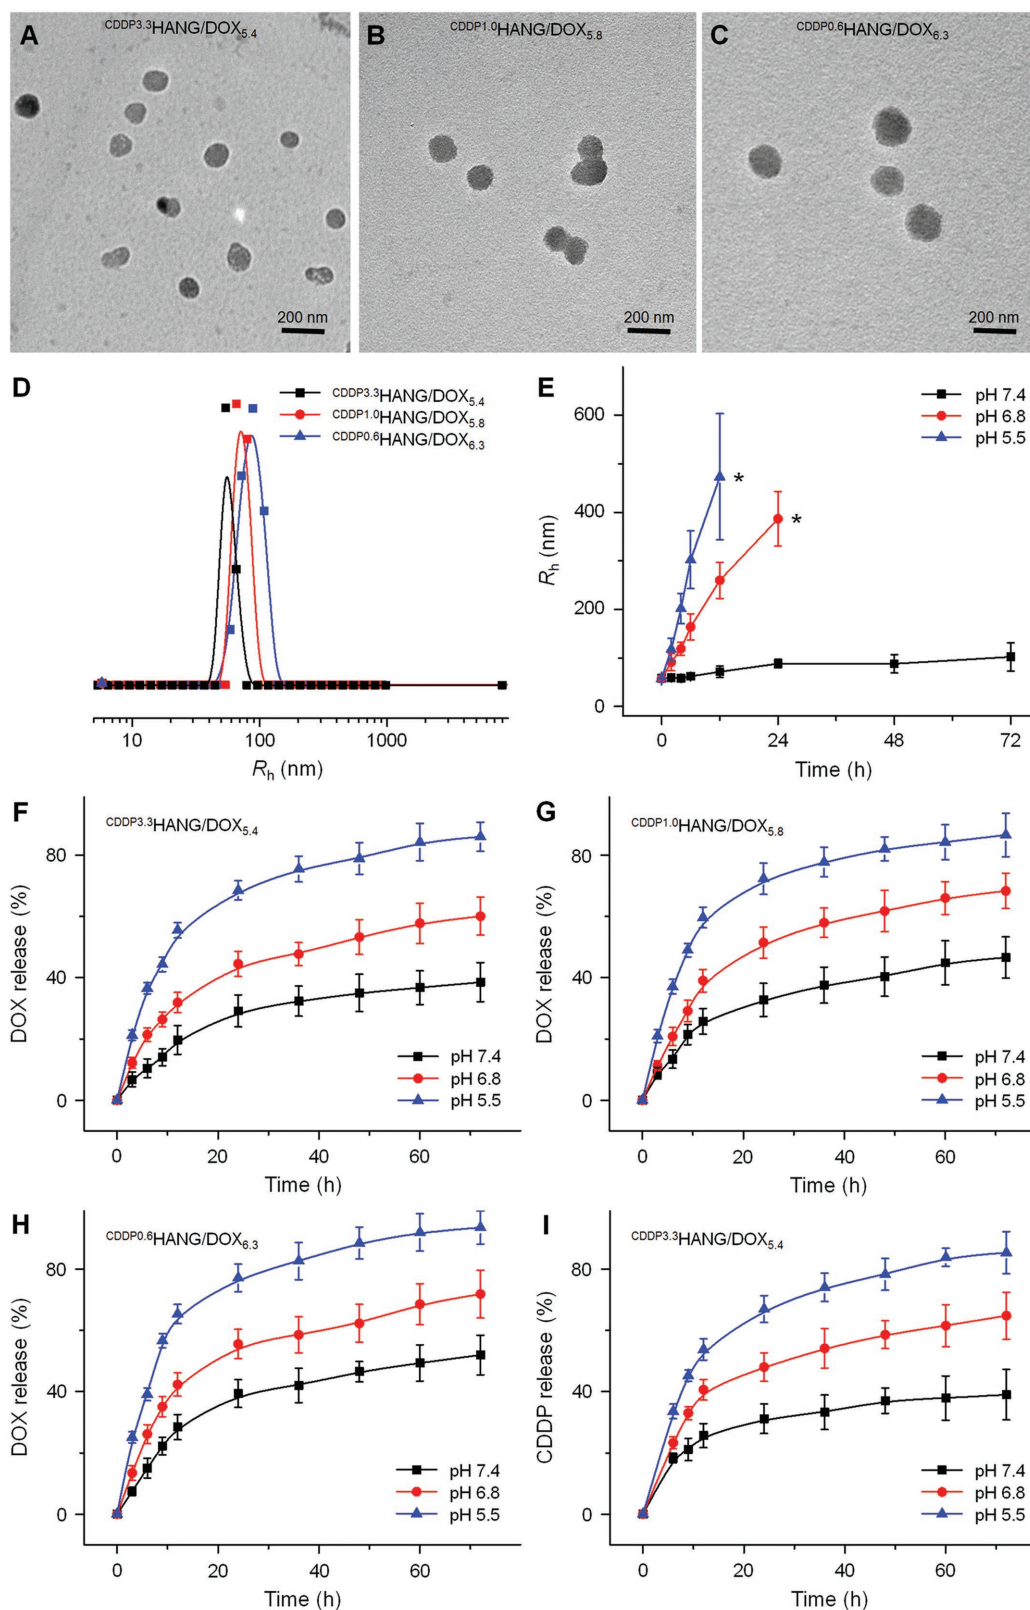 A
CDDP3.3HANG/DOX5.4
200 nm
B
CDDP1.0HANG/DOX5.8
200 nm
C
CDDP0.6HANG/DOX6.3
200 nm
D
CDDP3.3HANG/DOX5.4
CDDP1.0HANG/DOX5.8
CDDP0.6HANG/DOX6.3
10 100 1000
Rh (nm)
E
pH 7.4
pH 6.8
pH 5.5
Rh (nm)
600
400
200
0
*
*
0 24 48 72
Time (h)
F
CDDP3.3HANG/DOX5.4
DOX release (%)
80
40
0
pH 7.4
pH 6.8
pH 5.5
0 20 40 60
Time (h)
G
CDDP1.0HANG/DOX5.8
DOX release (%)
80
40
0
pH 7.4
pH 6.8
pH 5.5
0 20 40 60
Time (h)
H
CDDP0.6HANG/DOX6.3
DOX release (%)
80
40
0
pH 7.4
pH 6.8
pH 5.5
0 20 40 60
Time (h)
I
CDDP3.3HANG/DOX5.4
CDDP release (%)
80
40
0
pH 7.4
pH 6.8
pH 5.5
0 20 40 60
Time (h)